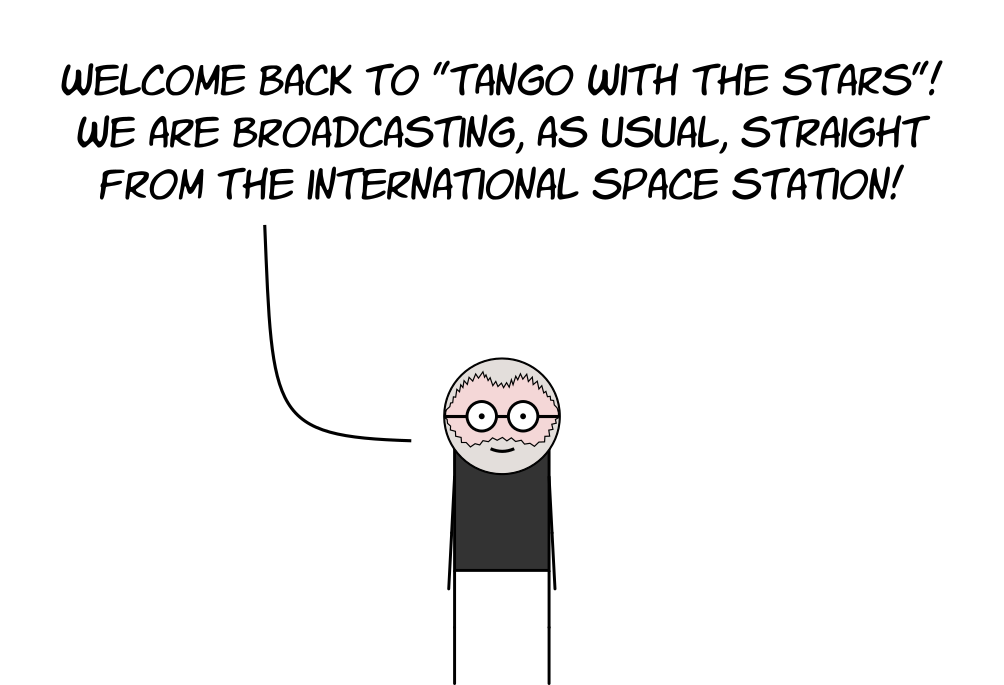 WELCOME BACK TO "TANGO WITH THE STARS"!
WE ARE BROADCASTING, AS USUAL, STRAIGHT
FROM THE INTERNATIONAL SPACE STATION!